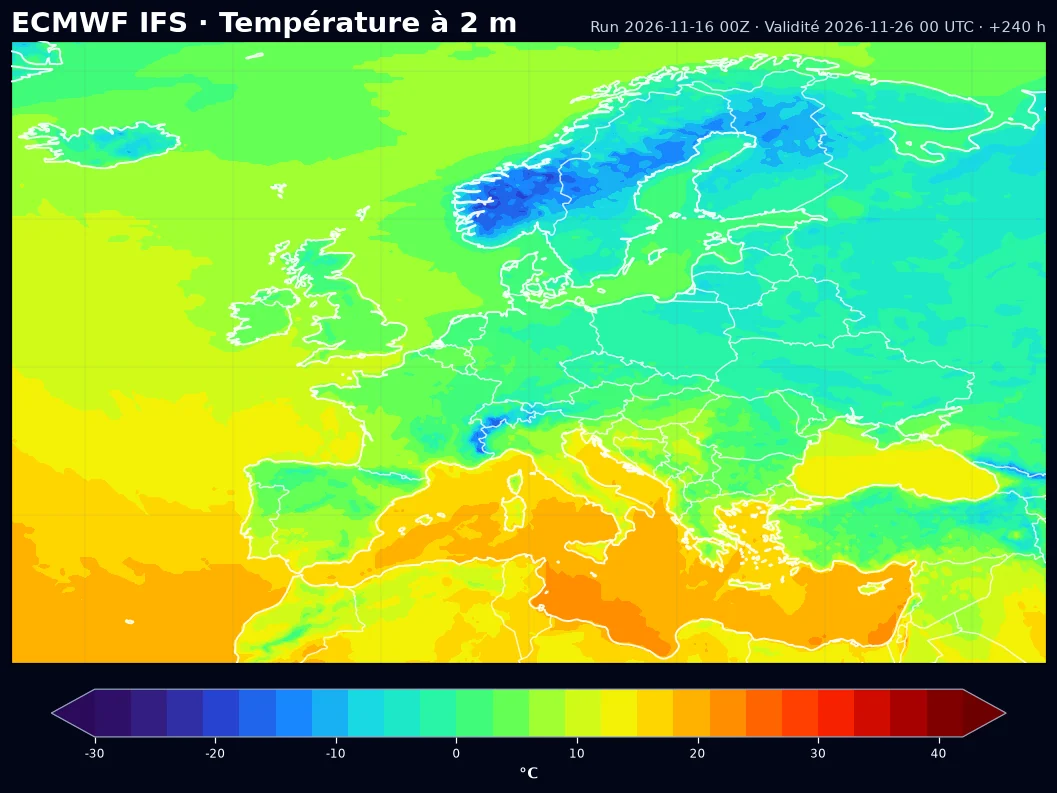 ECMWF IFS · Température à 2 m
Run 2026-11-16 00Z · Validité 2026-11-26 00 UTC · +240 h
-30 -20 -10 0 10 20 30 40
°C